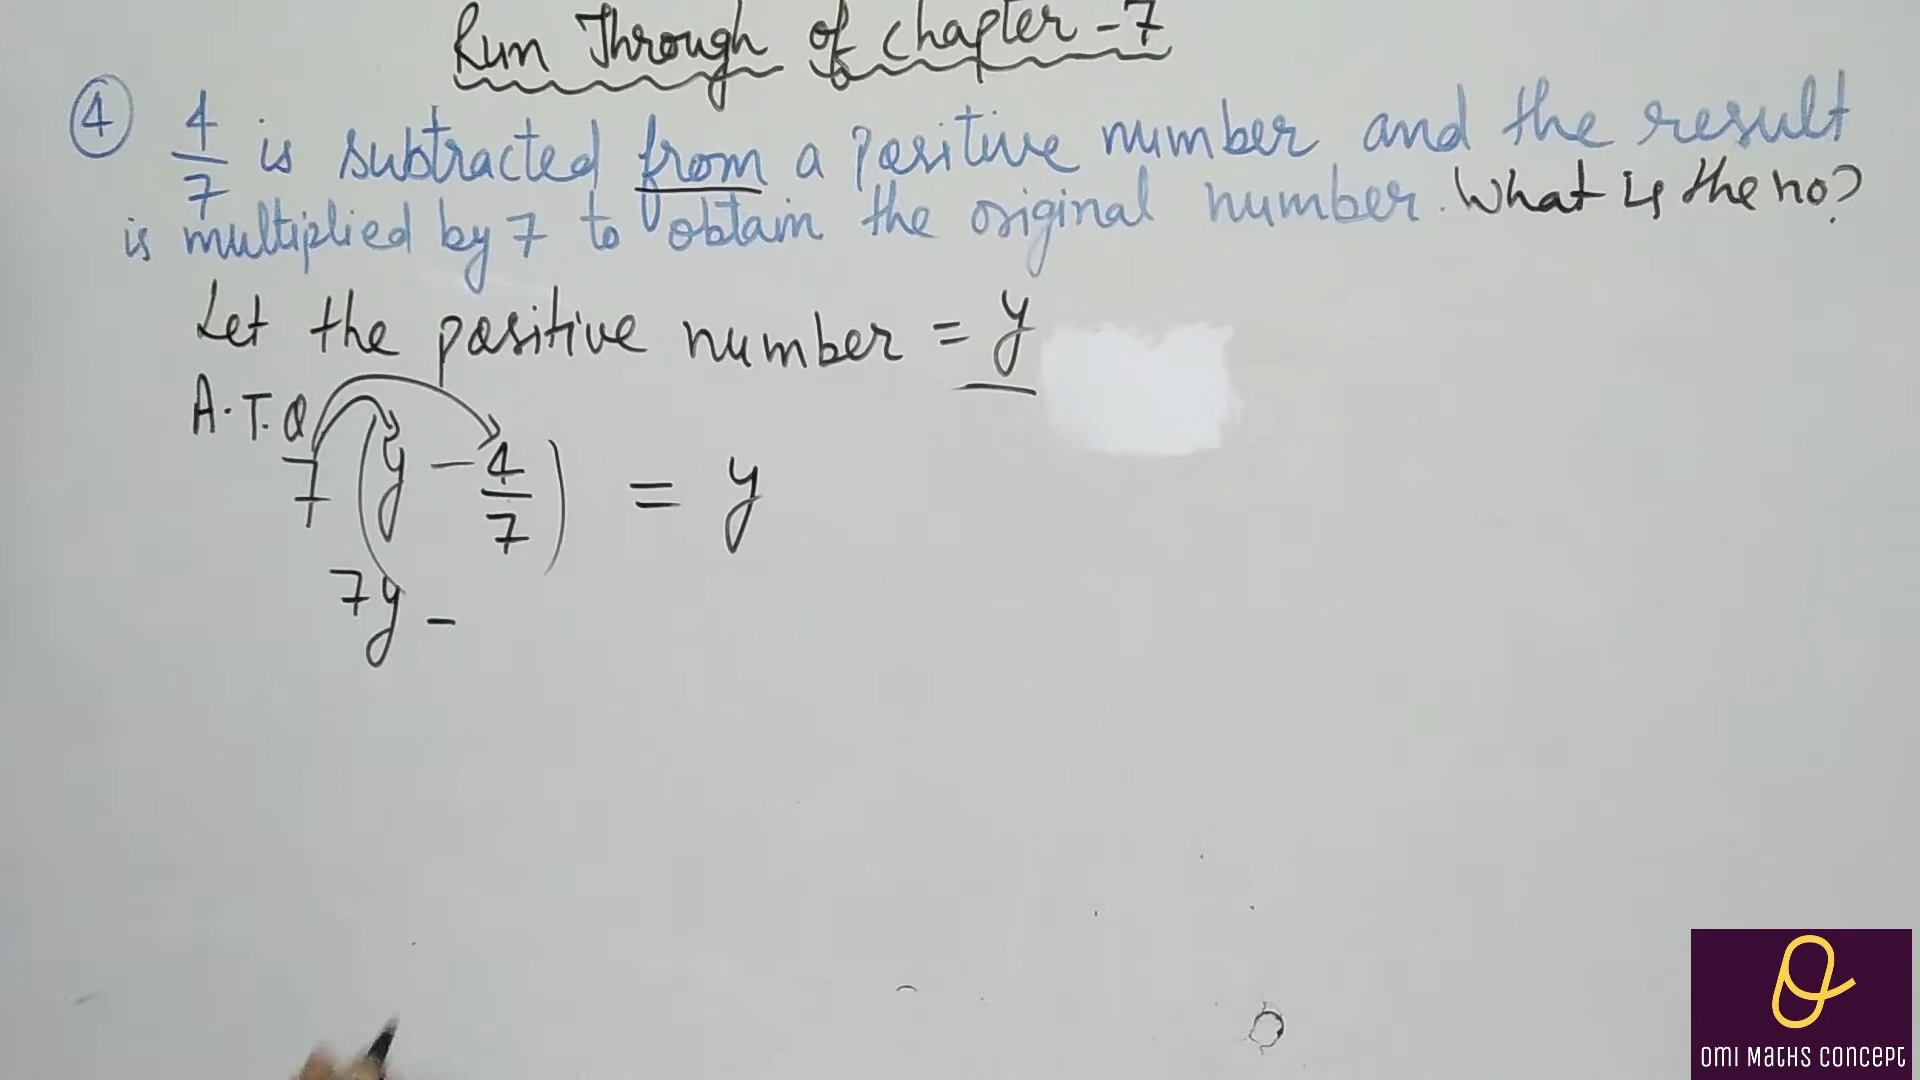 Run Through of chapter -7
④ 4/7 is subtracted from a positive number and the result
is multiplied by 7 to obtain the original number. What is the no?
Let the positive number = y
A.T.Q
7 (y - 4/7) = y
7y -
OMI MATHS CONCEPT